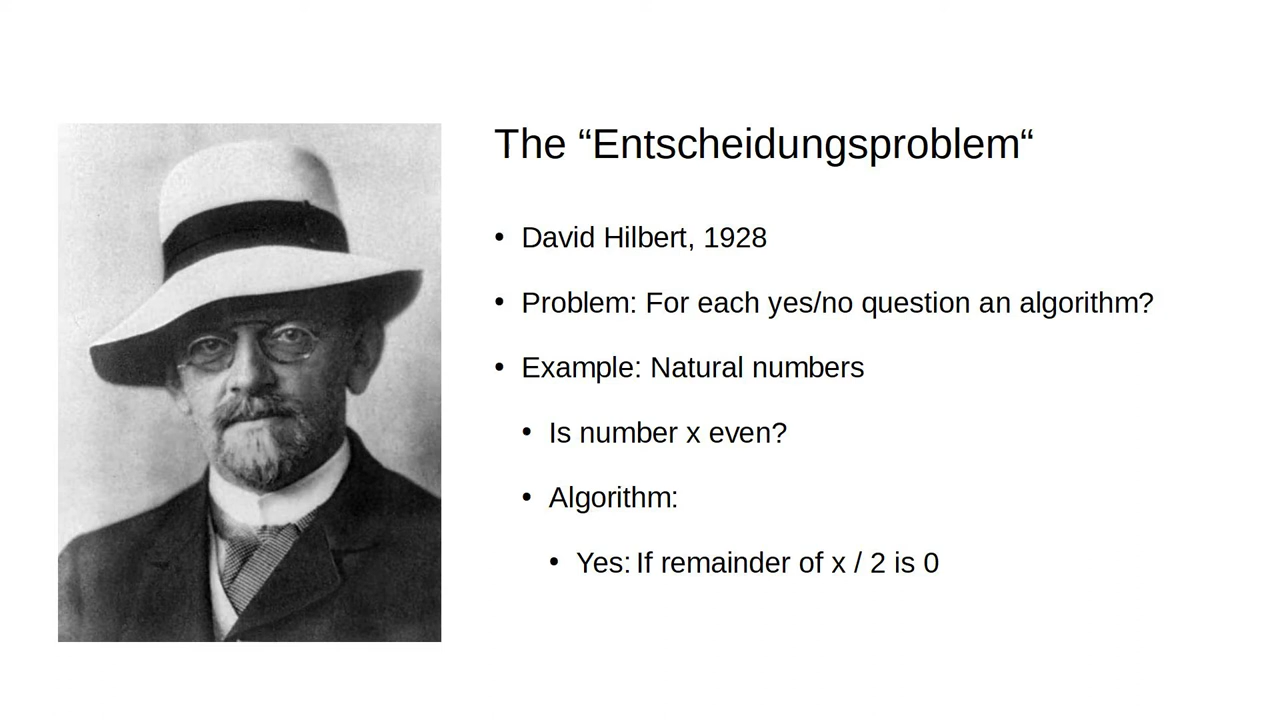 The “Entscheidungsproblem“
• David Hilbert, 1928
• Problem: For each yes/no question an algorithm?
• Example: Natural numbers
• Is number x even?
• Algorithm:
• Yes: If remainder of x / 2 is 0